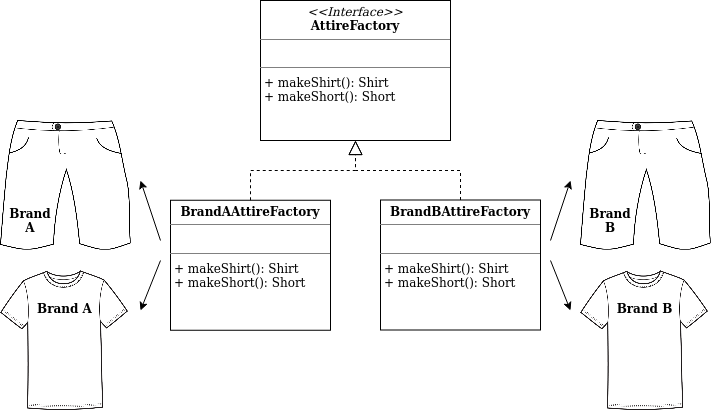 <<Interface>>
AttireFactory
+ makeShirt(): Shirt
+ makeShort(): Short
Brand
A
Brand A
BrandAAttireFactory
+ makeShirt(): Shirt
+ makeShort(): Short
BrandBAttireFactory
+ makeShirt(): Shirt
+ makeShort(): Short
Brand
B
Brand B